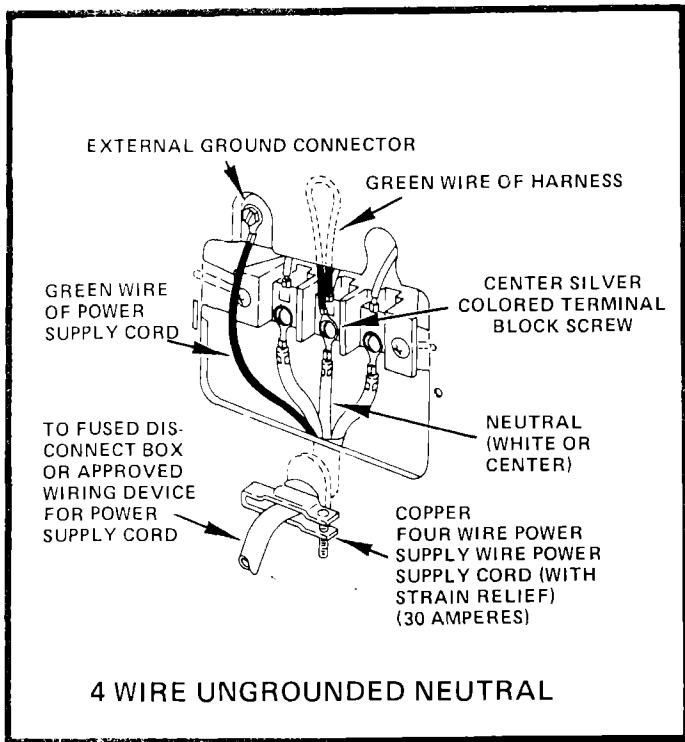 EXTERNAL GROUND CONNECTOR
GREEN WIRE OF HARNESS
GREEN WIRE
OF POWER
SUPPLY CORD
CENTER SILVER
COLORED TERMINAL
BLOCK SCREW
TO FUSED DIS-
CONNECT BOX
OR APPROVED
WIRING DEVICE
FOR POWER
SUPPLY CORD
NEUTRAL
(WHITE OR
CENTER)
COPPER
FOUR WIRE POWER
SUPPLY WIRE POWER
SUPPLY CORD (WITH
STRAIN RELIEF)
(30 AMPERES)
4 WIRE UNGROUNDED NEUTRAL